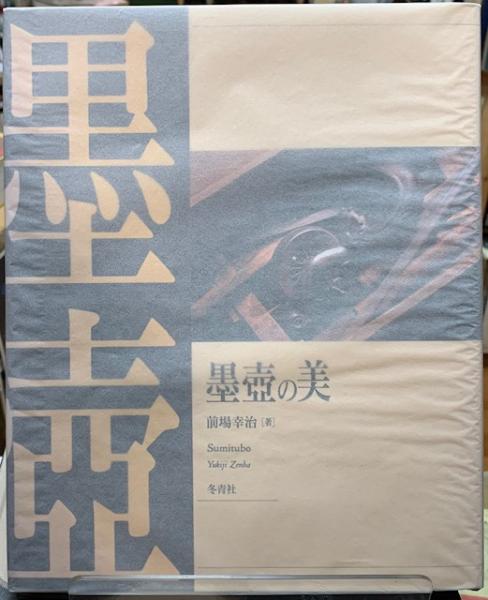 墨壺
墨壺の美
前場幸治[著]
Sumitubo
Yukiji Zenba
冬青社